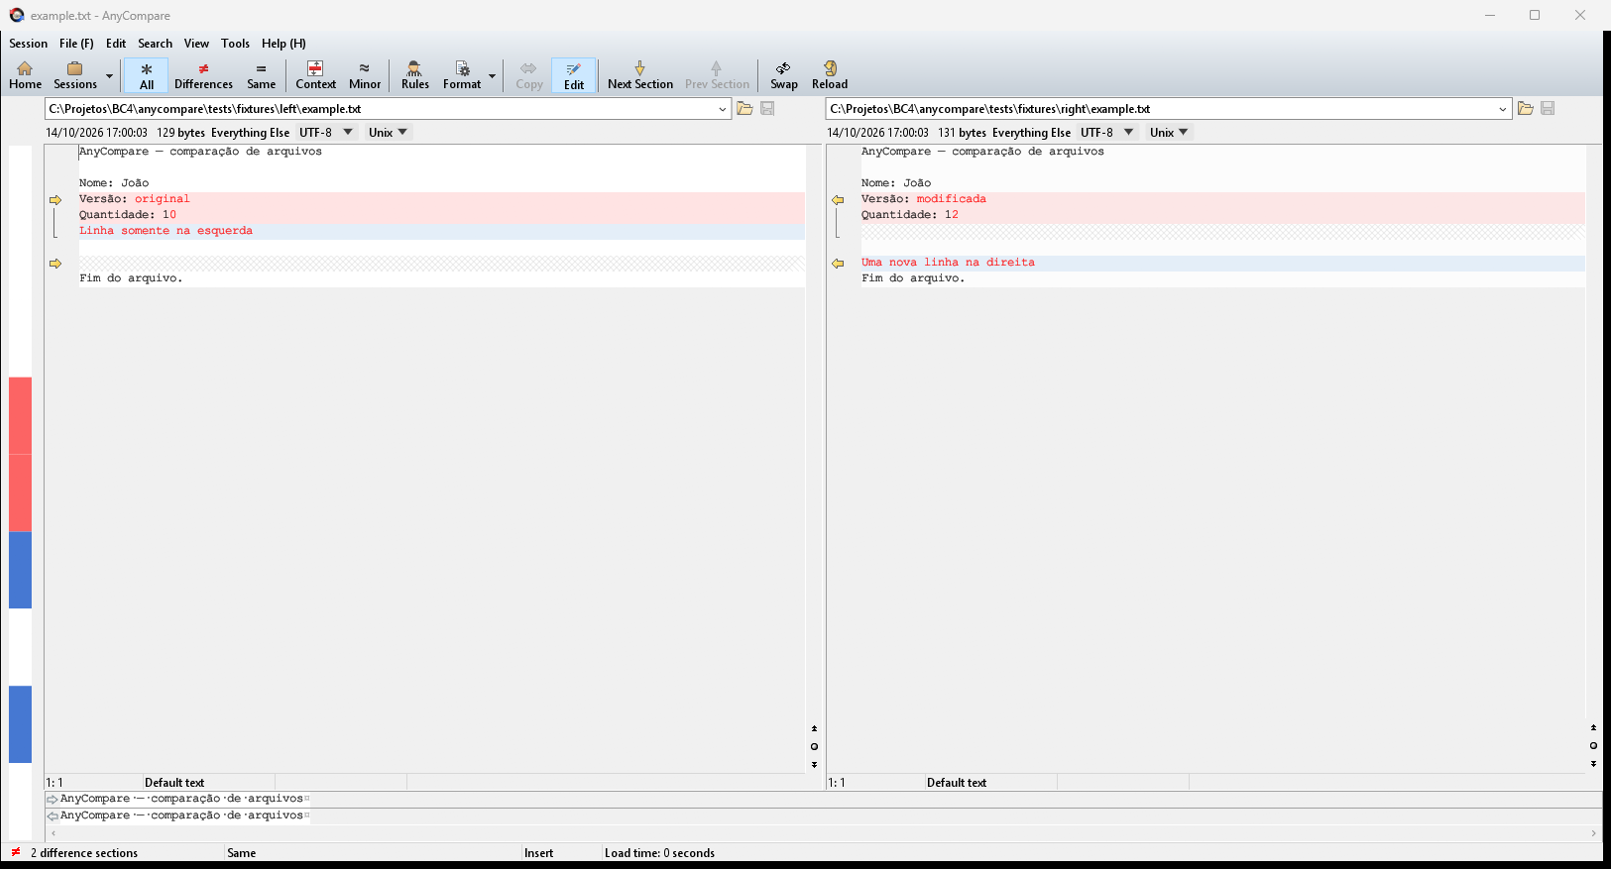 example.txt - AnyCompare
Session File (F) Edit Search View Tools Help (H)
Home Sessions All Differences Same Context Minor Rules Format Copy Edit Next Section Prev Section Swap Reload
C:\Projetos\BC4\anycompare\tests\fixtures\left\example.txt
14/10/2026 17:00:03 129 bytes Everything Else UTF-8 Unix
AnyCompare — comparação de arquivos
Nome: João
Versão: original
Quantidade: 10
Linha somente na esquerda
Fim do arquivo.
1: 1 Default text
C:\Projetos\BC4\anycompare\tests\fixtures\right\example.txt
14/10/2026 17:00:03 131 bytes Everything Else UTF-8 Unix
AnyCompare — comparação de arquivos
Nome: João
Versão: modificada
Quantidade: 12
Uma nova linha na direita
Fim do arquivo.
1: 1 Default text
AnyCompare·—·comparação·de·arquivos¤
AnyCompare·—·comparação·de·arquivos¤
2 difference sections Same Insert Load time: 0 seconds